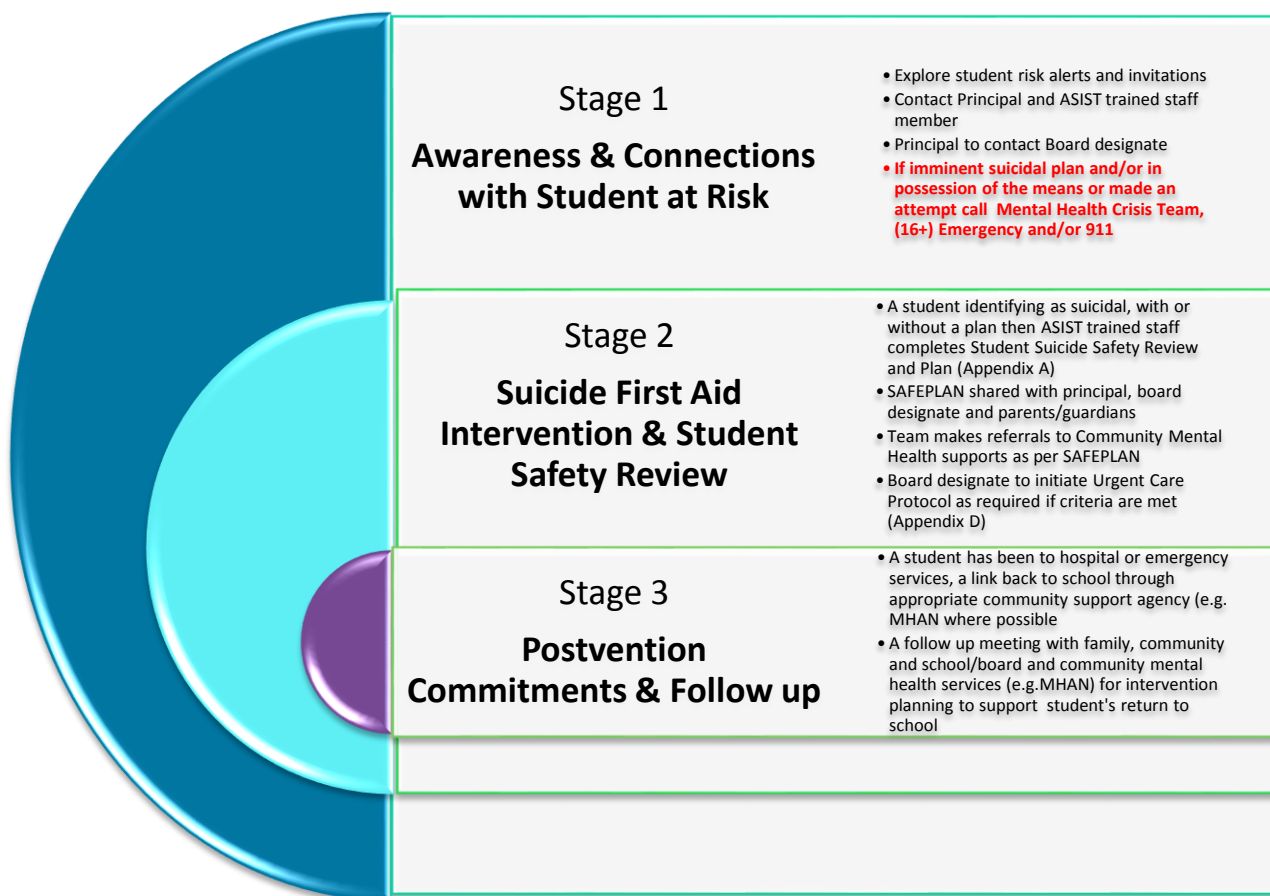 Stage 1
Awareness & Connections
with Student at Risk
• Explore student risk alerts and invitations
• Contact Principal and ASIST trained staff
member
• Principal to contact Board designate
• If imminent suicidal plan and/or in
possession of the means or made an
attempt call  Mental Health Crisis Team,
(16+) Emergency and/or 911
Stage 2
Suicide First Aid
Intervention & Student
Safety Review
• A student identifying as suicidal, with or
without a plan then ASIST trained staff
completes Student Suicide Safety Review
and Plan (Appendix A)
• SAFEPLAN shared with principal, board
designate and parents/guardians
• Team makes referrals to Community Mental
Health supports as per SAFEPLAN
• Board designate to initiate Urgent Care
Protocol as required if criteria are met
(Appendix D)
Stage 3
Postvention
Commitments & Follow up
• A student has been to hospital or emergency
services, a link back to school through
appropriate community support agency (e.g.
MHAN where possible
• A follow up meeting with family, community
and school/board and community mental
health services (e.g.MHAN) for intervention
planning to support  student's return to
school